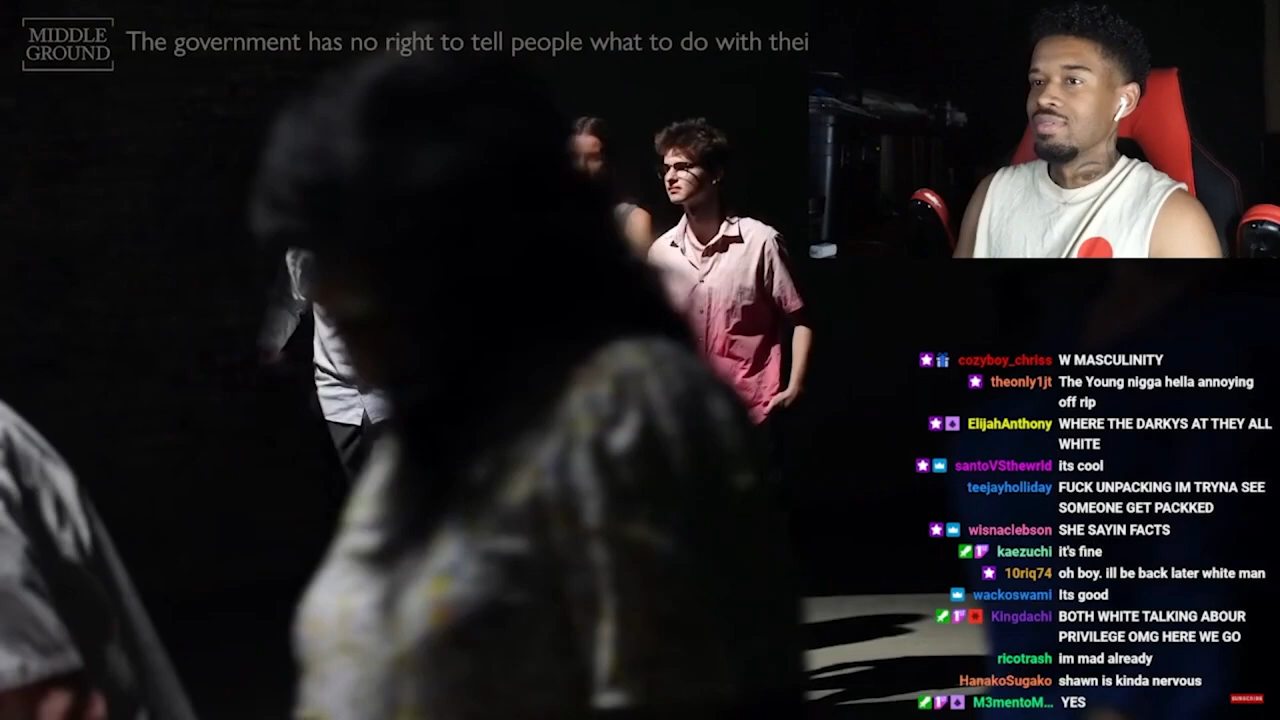 MIDDLE
GROUND
The government has no right to tell people what to do with thei
cozyboy_chriss W MASCULINITY
theonly1jt The Young nigga hella annoying
off rip
ElijahAnthony WHERE THE DARKYS AT THEY ALL
WHITE
santoVSthewrld its cool
teejayholliday FUCK UNPACKING IM TRYNA SEE
SOMEONE GET PACKKED
wisnaclebson SHE SAYIN FACTS
kaezuchi it's fine
10riq74 oh boy. ill be back later white man
wackoswami Its good
Kingdachi BOTH WHITE TALKING ABOUR
PRIVILEGE OMG HERE WE GO
ricotrash im mad already
HanakoSugako shawn is kinda nervous
M3mentoM... YES
SUBSCRIBE